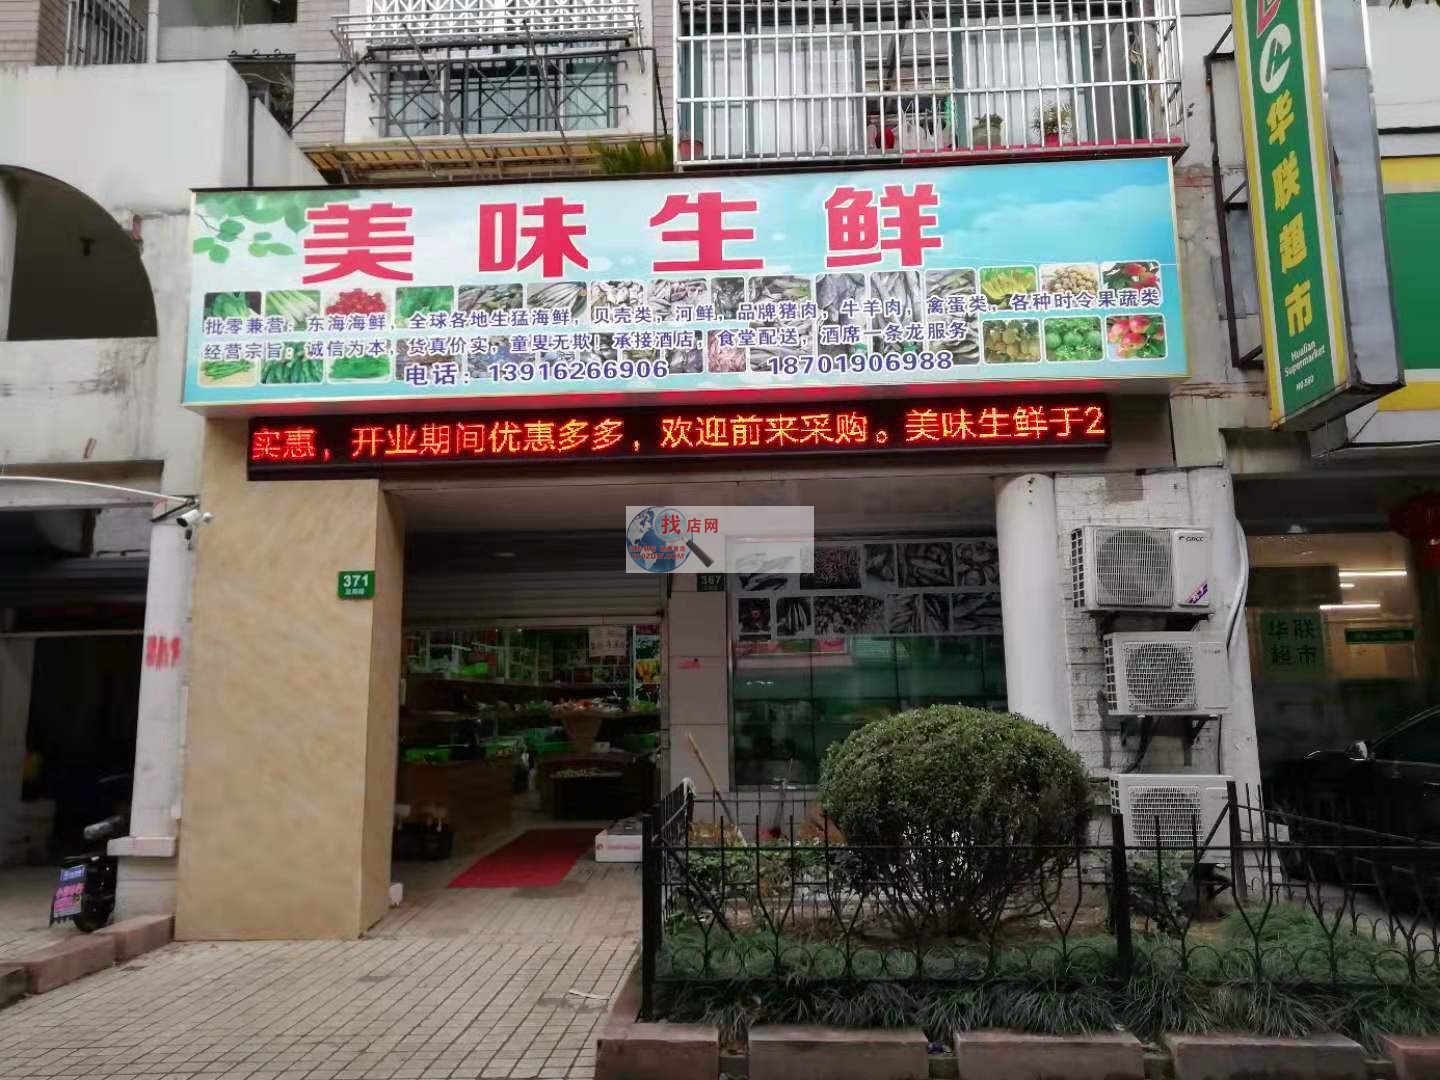 美味生鲜
批零兼营：东海海鲜，全球各地生猛海鲜，贝壳类，河鲜，品牌猪肉，牛羊肉，禽蛋类，各种时令果蔬类
经营宗旨：诚信为本，货真价实，童叟无欺！承接酒店，食堂配送，酒席一条龙服务
电话：13916266906 18701906988
实惠，开业期间优惠多多，欢迎前来采购。美味生鲜于2
华联超市
Hualian
Supermarket
找店网
371
367
GREE
华联
超市